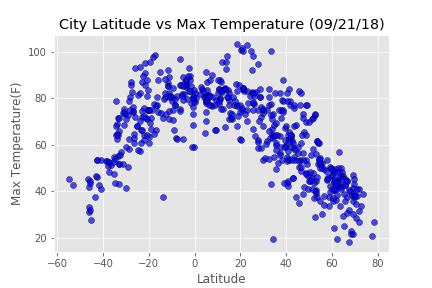 City Latitude vs Max Temperature (09/21/18)
100
80
60
40
20
Max Temperature(F)
−60 −40 −20 0 20 40 60 80
Latitude